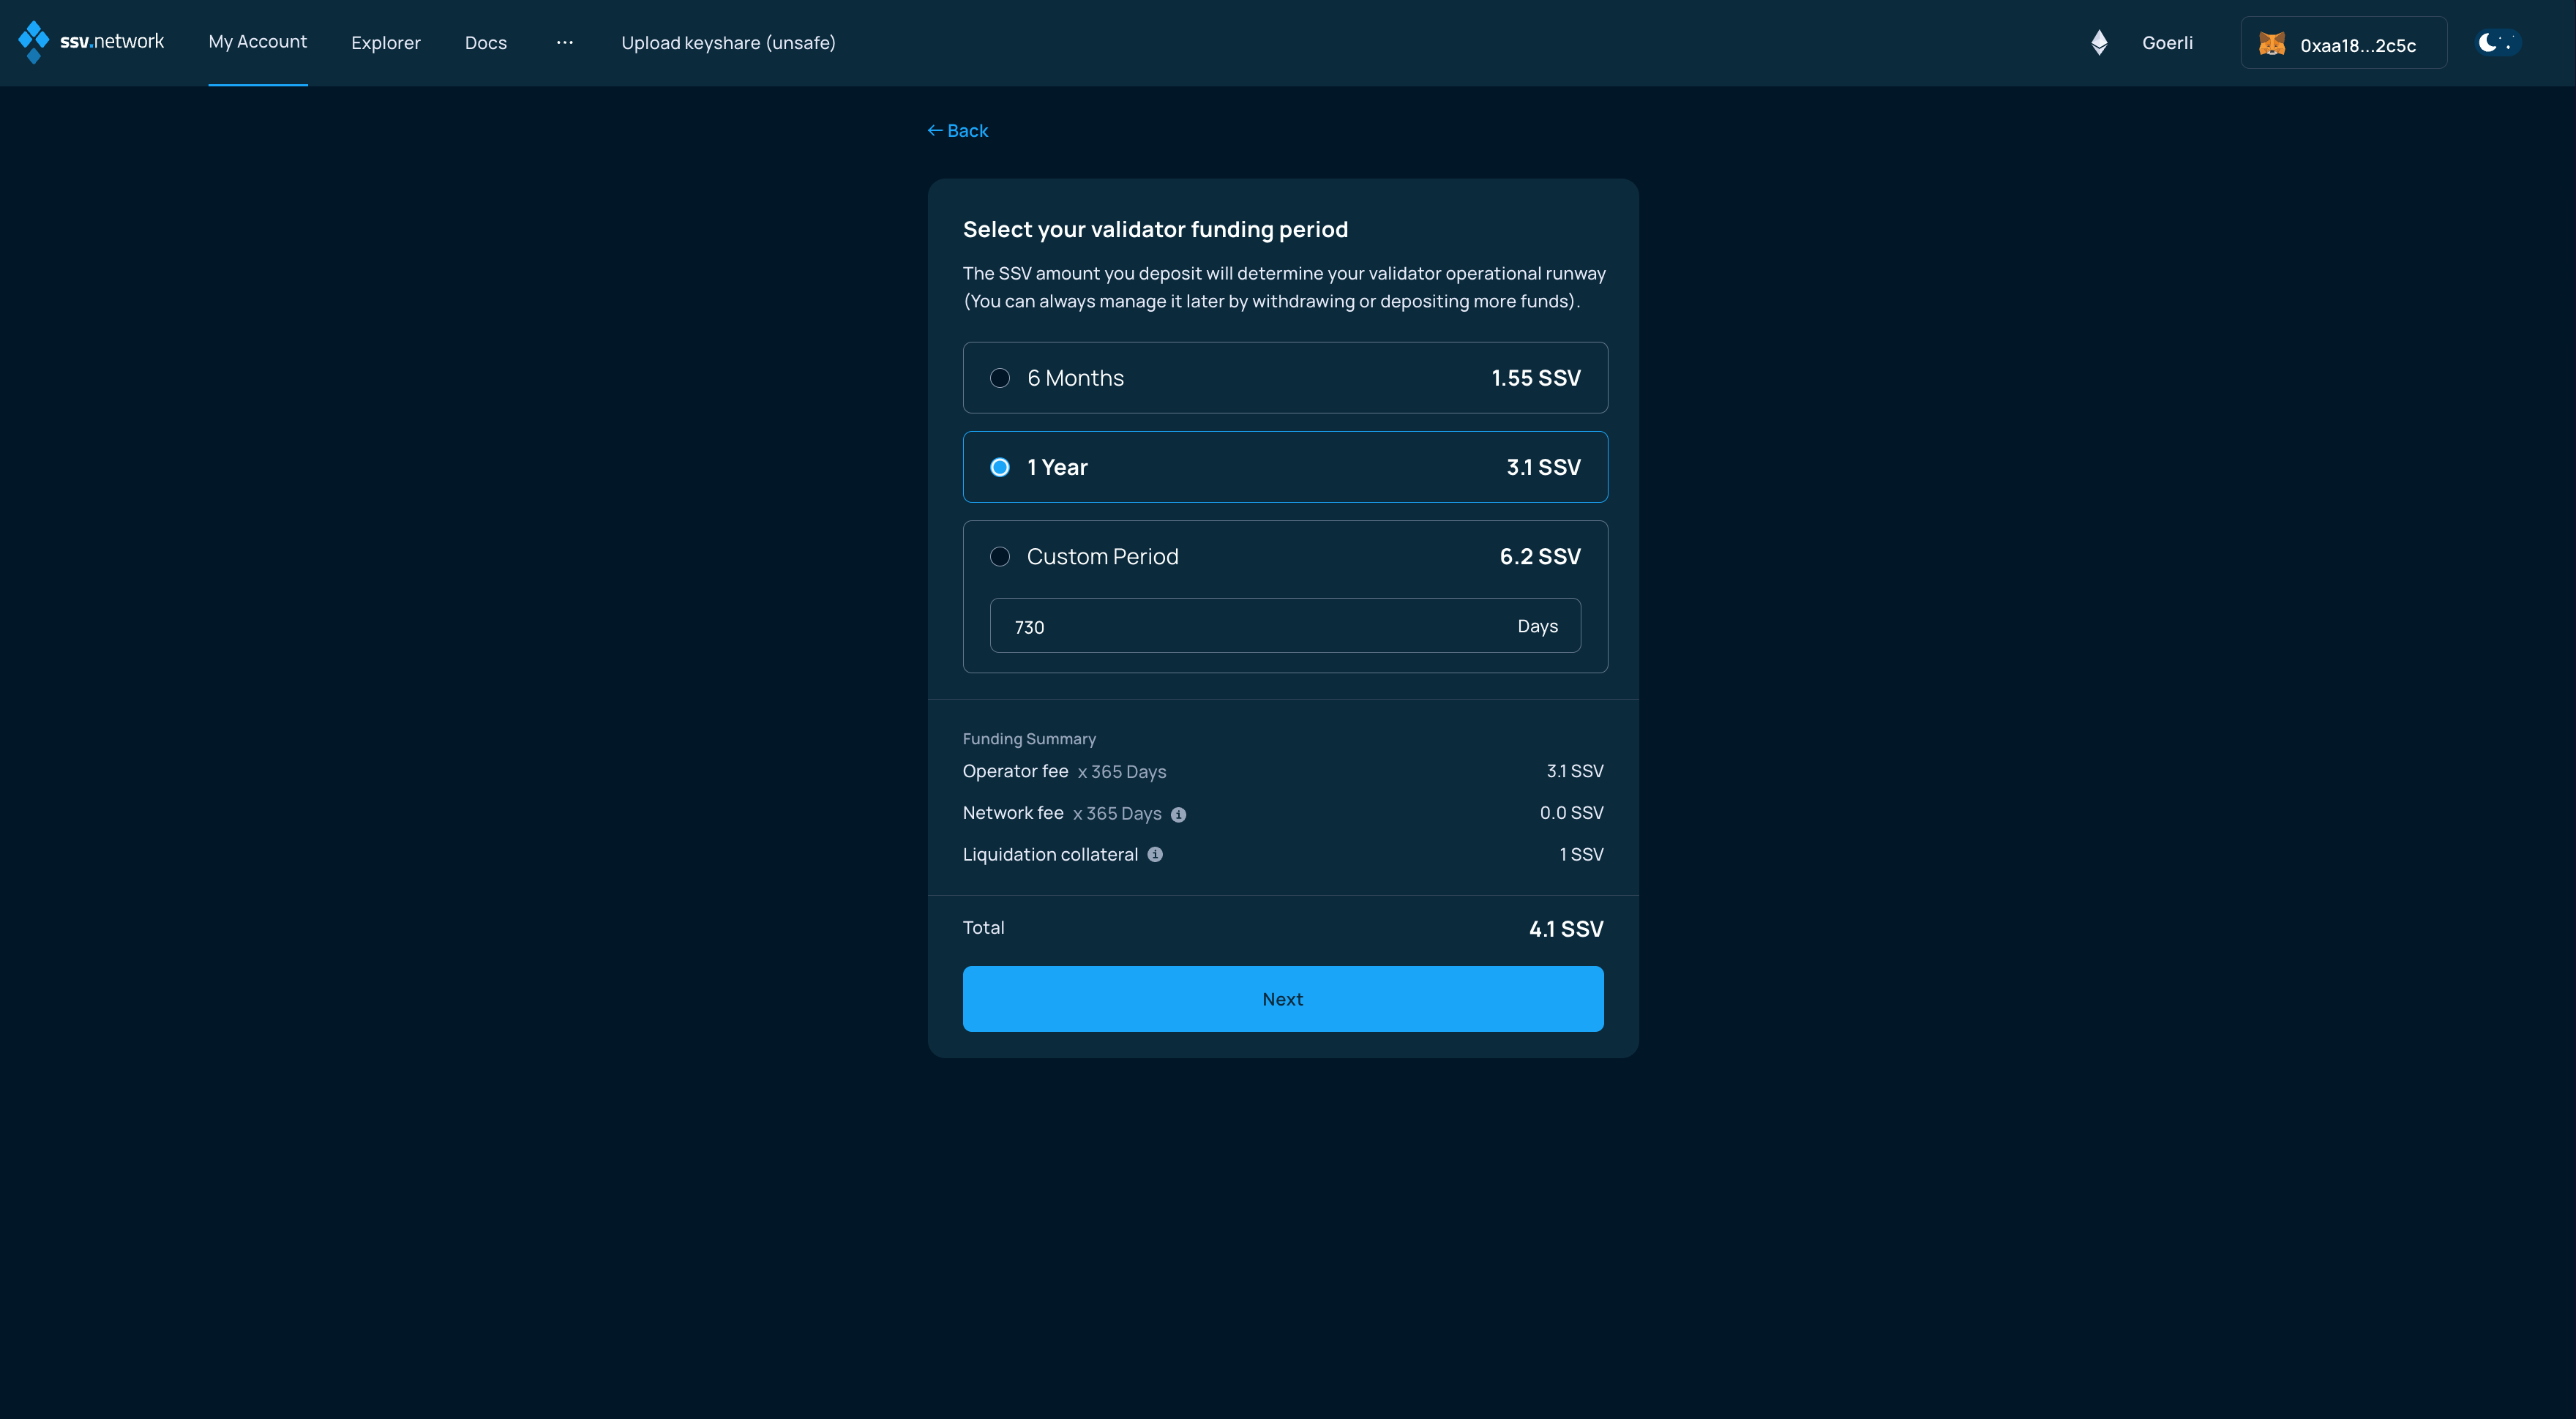 ssv.network
My Account
Explorer
Docs
...
Upload keyshare (unsafe)
Goerli
0xaa18...2c5c
← Back
Select your validator funding period
The SSV amount you deposit will determine your validator operational runway
(You can always manage it later by withdrawing or depositing more funds).
6 Months 1.55 SSV
1 Year 3.1 SSV
Custom Period 6.2 SSV
730 Days
Funding Summary
Operator fee x 365 Days 3.1 SSV
Network fee x 365 Days 0.0 SSV
Liquidation collateral 1 SSV
Total 4.1 SSV
Next